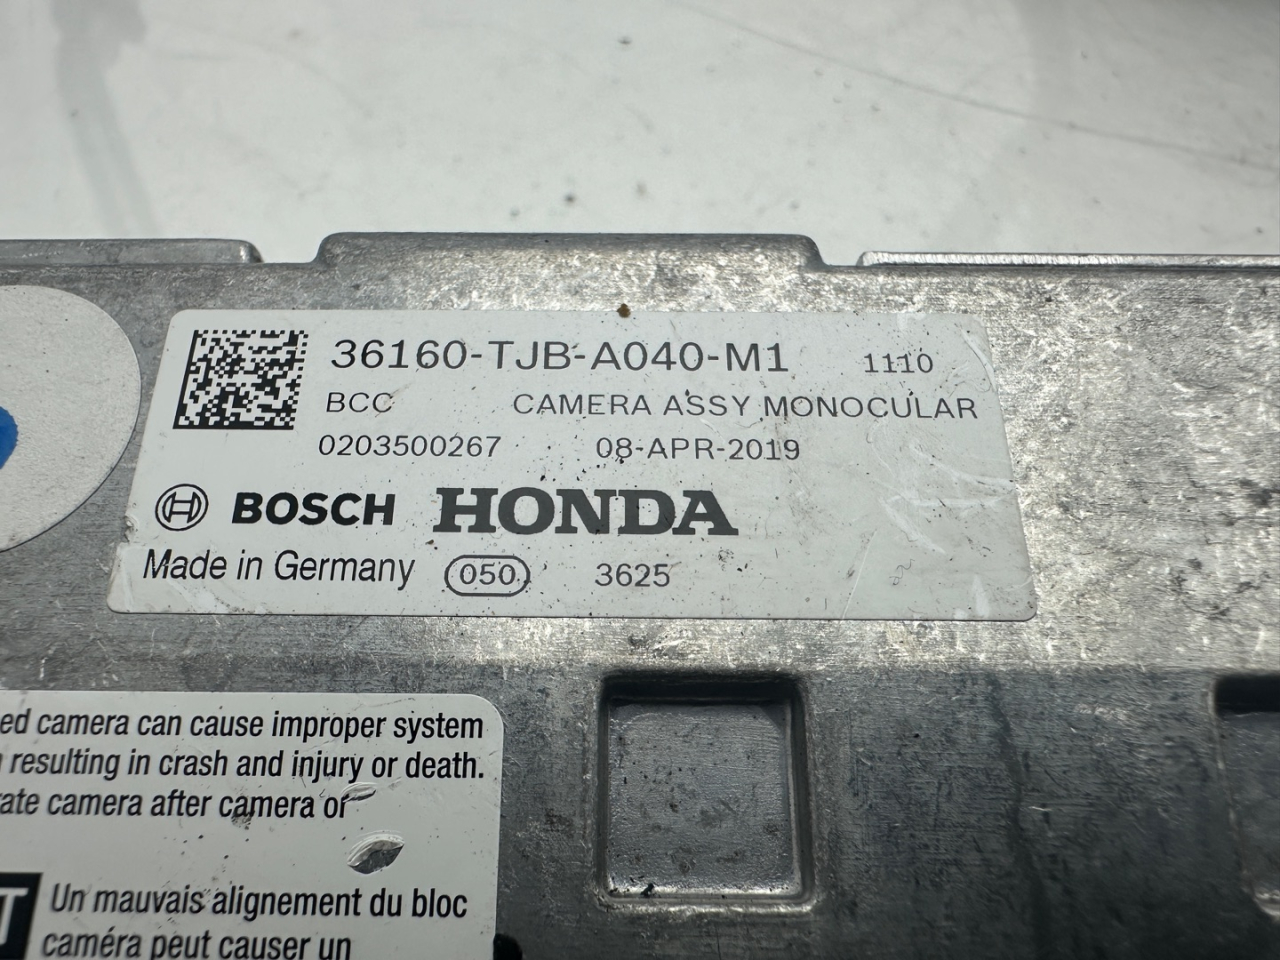 36160-TJB-A040-M1 1110
BCC CAMERA ASSY MONOCULAR
0203500267 08-APR-2019
BOSCH HONDA
Made in Germany 050 3625
ed camera can cause improper system
resulting in crash and injury or death.
rate camera after camera or
Un mauvais alignement du bloc
caméra peut causer un